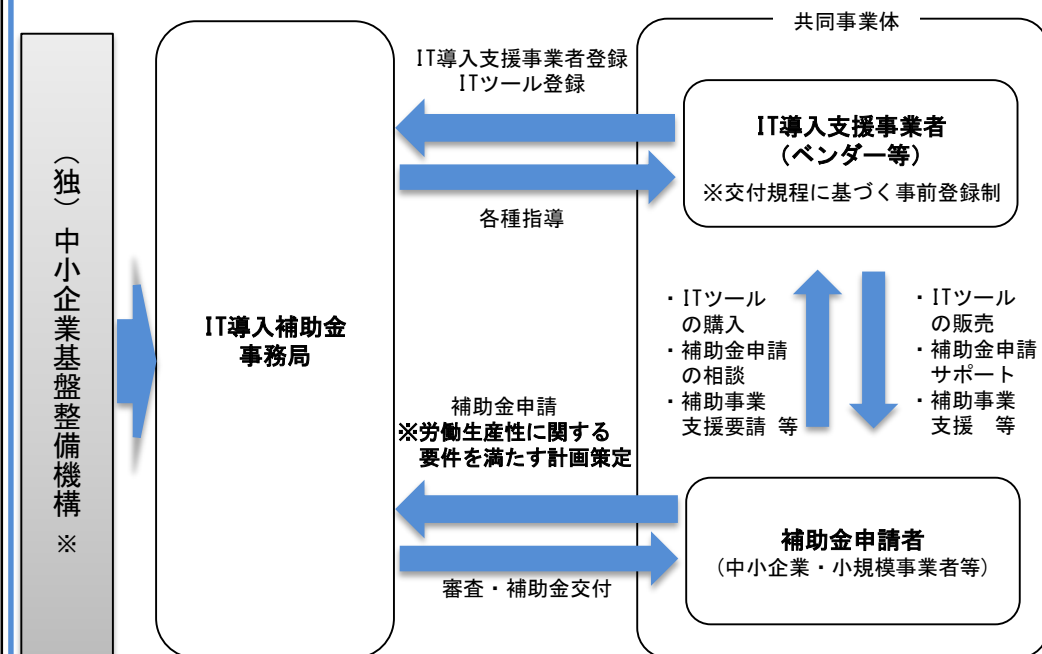 共同事業体
(独)中小企業基盤整備機構 ※
IT導入補助金
事務局
IT導入支援事業者登録
ITツール登録
各種指導
IT導入支援事業者
(ベンダー等)
※交付規程に基づく事前登録制
・ITツール
の購入
・補助金申請
の相談
・補助事業
支援要請 等
・ITツール
の販売
・補助金申請
サポート
・補助事業
支援 等
補助金申請
※労働生産性に関する
要件を満たす計画策定
審査・補助金交付
補助金申請者
(中小企業・小規模事業者等)